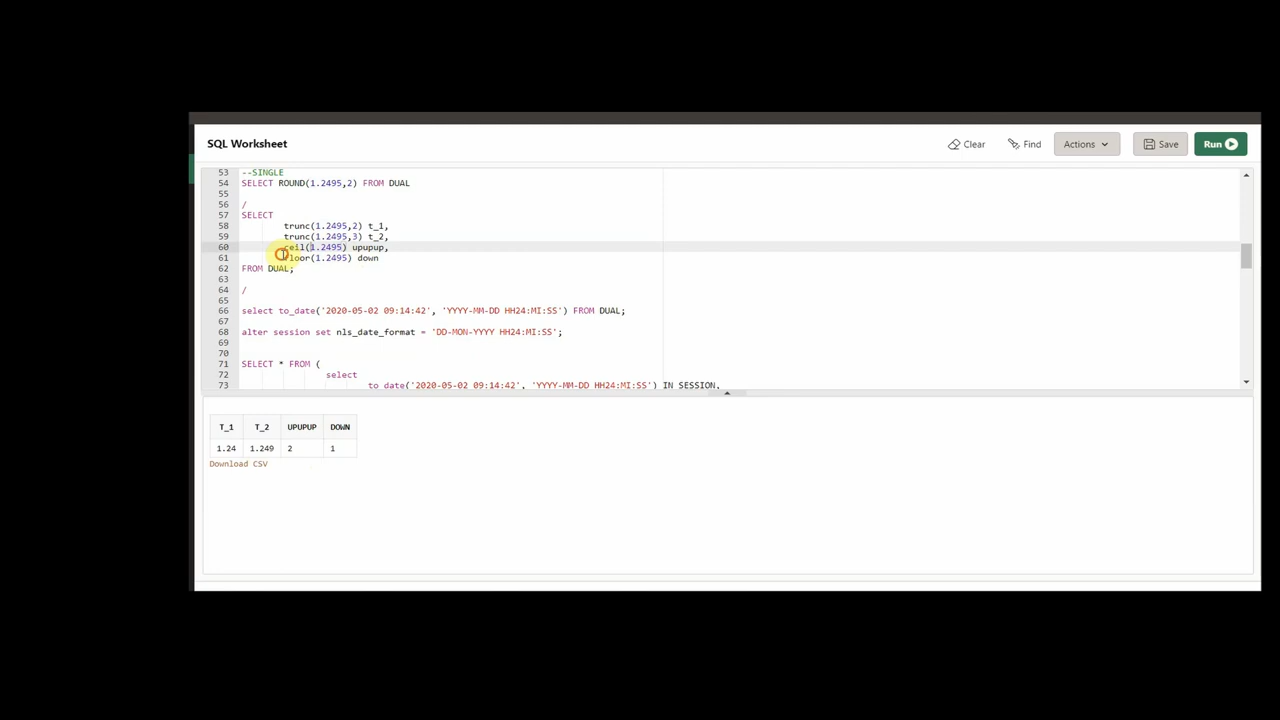 SQL Worksheet
Clear
Find
Actions
Save
Run
53 --SINGLE
54 SELECT ROUND(1.2495,2) FROM DUAL
55
56 /
57 SELECT
58 trunc(1.2495,2) t_1,
59 trunc(1.2495,3) t_2,
60 ceil(1.2495) upupup,
61 floor(1.2495) down
62 FROM DUAL;
63
64 /
65
66 select to_date('2020-05-02 09:14:42', 'YYYY-MM-DD HH24:MI:SS') FROM DUAL;
67
68 alter session set nls_date_format = 'DD-MON-YYYY HH24:MI:SS';
69
70
71 SELECT * FROM (
72 select
73 to_date('2020-05-02 09:14:42', 'YYYY-MM-DD HH24:MI:SS') IN_SESSION,
T_1 T_2 UPUPUP DOWN
1.24 1.249 2 1
Download CSV